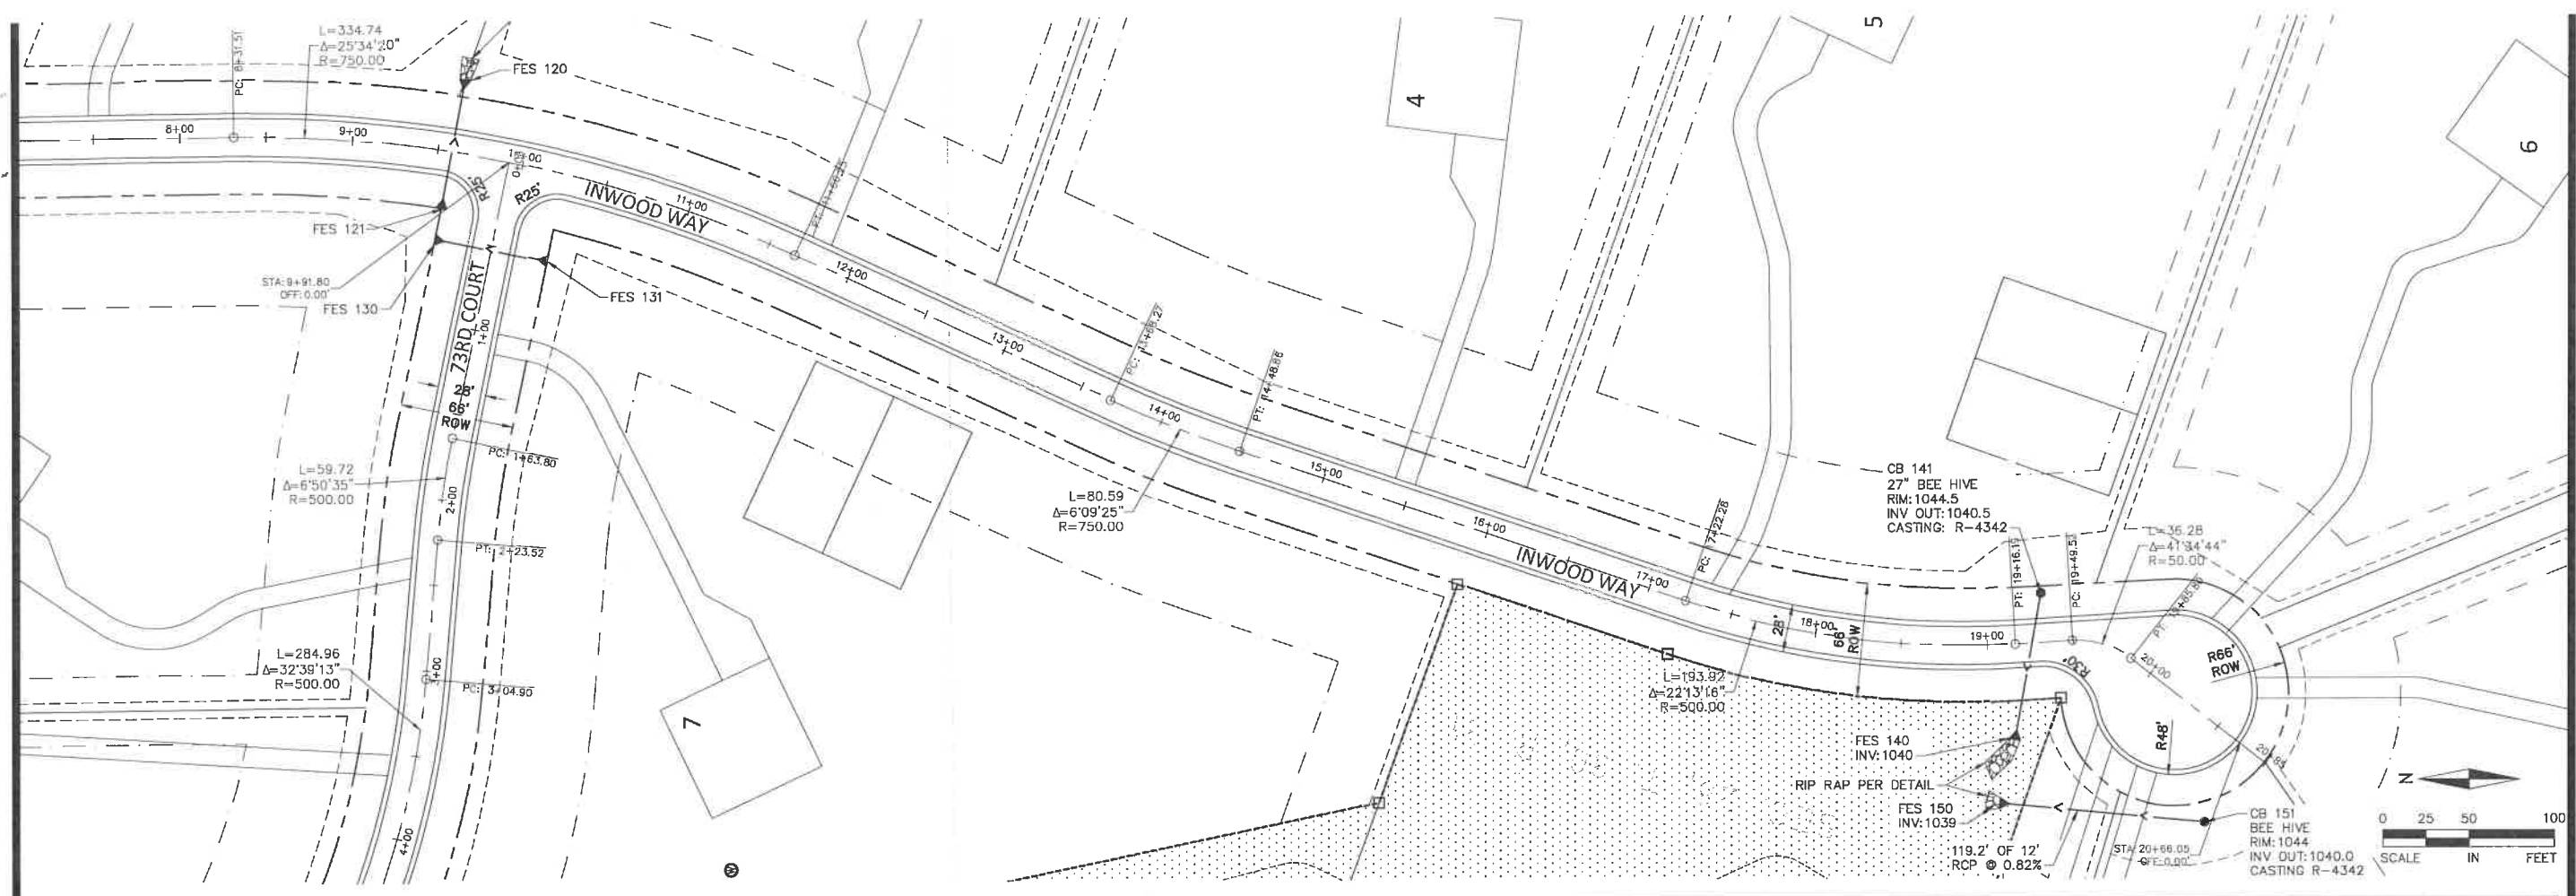 L=334.74
Δ=25°34'20"
R=750.00
PC: 8+31.51
FES 120
8+00
9+00
10+00
R25'
R25'
INWOOD WAY
11+00
FES 121
STA: 9+91.80
OFF: 0.00'
FES 130
FES 131
73RD COURT
1+00
28'
66'
ROW
PC: 1+63.80
L=59.72
Δ=6°50'35"
R=500.00
2+00
PT: 2+23.52
L=284.96
Δ=32°39'13"
R=500.00
3+00
PC: 3+04.90
4+00
7
12+00
13+00
PC: 13+68.27
14+00
PT: 14+48.86
L=80.59
Δ=6°09'25"
R=750.00
15+00
4
5
6
16+00
INWOOD WAY
17+00
PC: 17+22.28
18+00
28'
66'
ROW
L=193.92
Δ=22°13'16"
R=500.00
19+00
CB 141
27" BEE HIVE
RIM: 1044.5
INV OUT: 1040.5
CASTING: R-4342
L=36.28
Δ=41°34'44"
R=50.00
R30'
20+00
R66'
ROW
R48'
20+85
FES 140
INV: 1040
RIP RAP PER DETAIL
FES 150
INV: 1039
119.2' OF 12"
RCP @ 0.82%
STA: 20+66.05
OFF: 0.00'
CB 151
BEE HIVE
RIM: 1044
INV OUT: 1040.0
CASTING R-4342
N
0 25 50 100
SCALE IN FEET